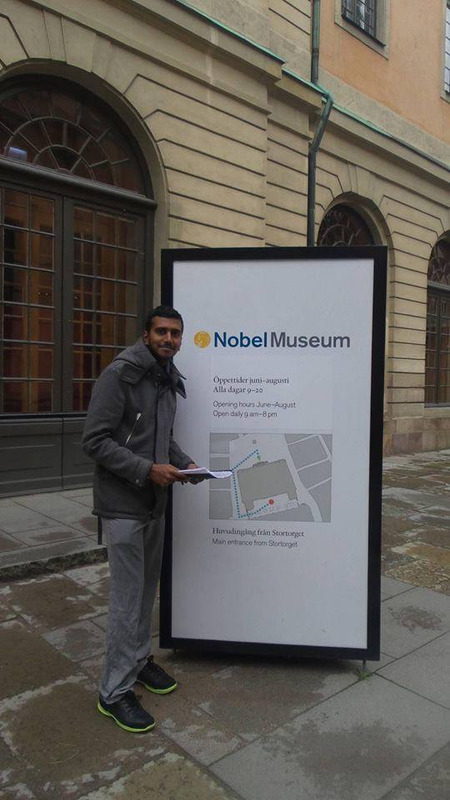 Nobel Museum
Öppettider juni–augusti
Alla dagar 9–20
Opening hours June–August
Open daily 9 am–8 pm
Huvudingång från Stortorget
Main entrance from Stortorget